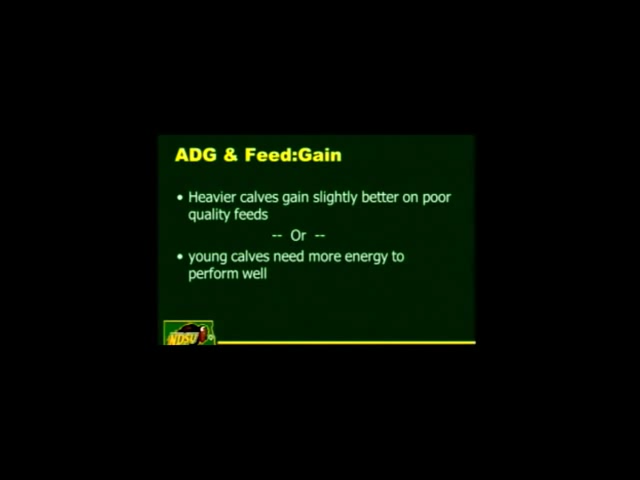 ADG & Feed:Gain
• Heavier calves gain slightly better on poor
quality feeds
-- Or --
• young calves need more energy to
perform well
NDSU